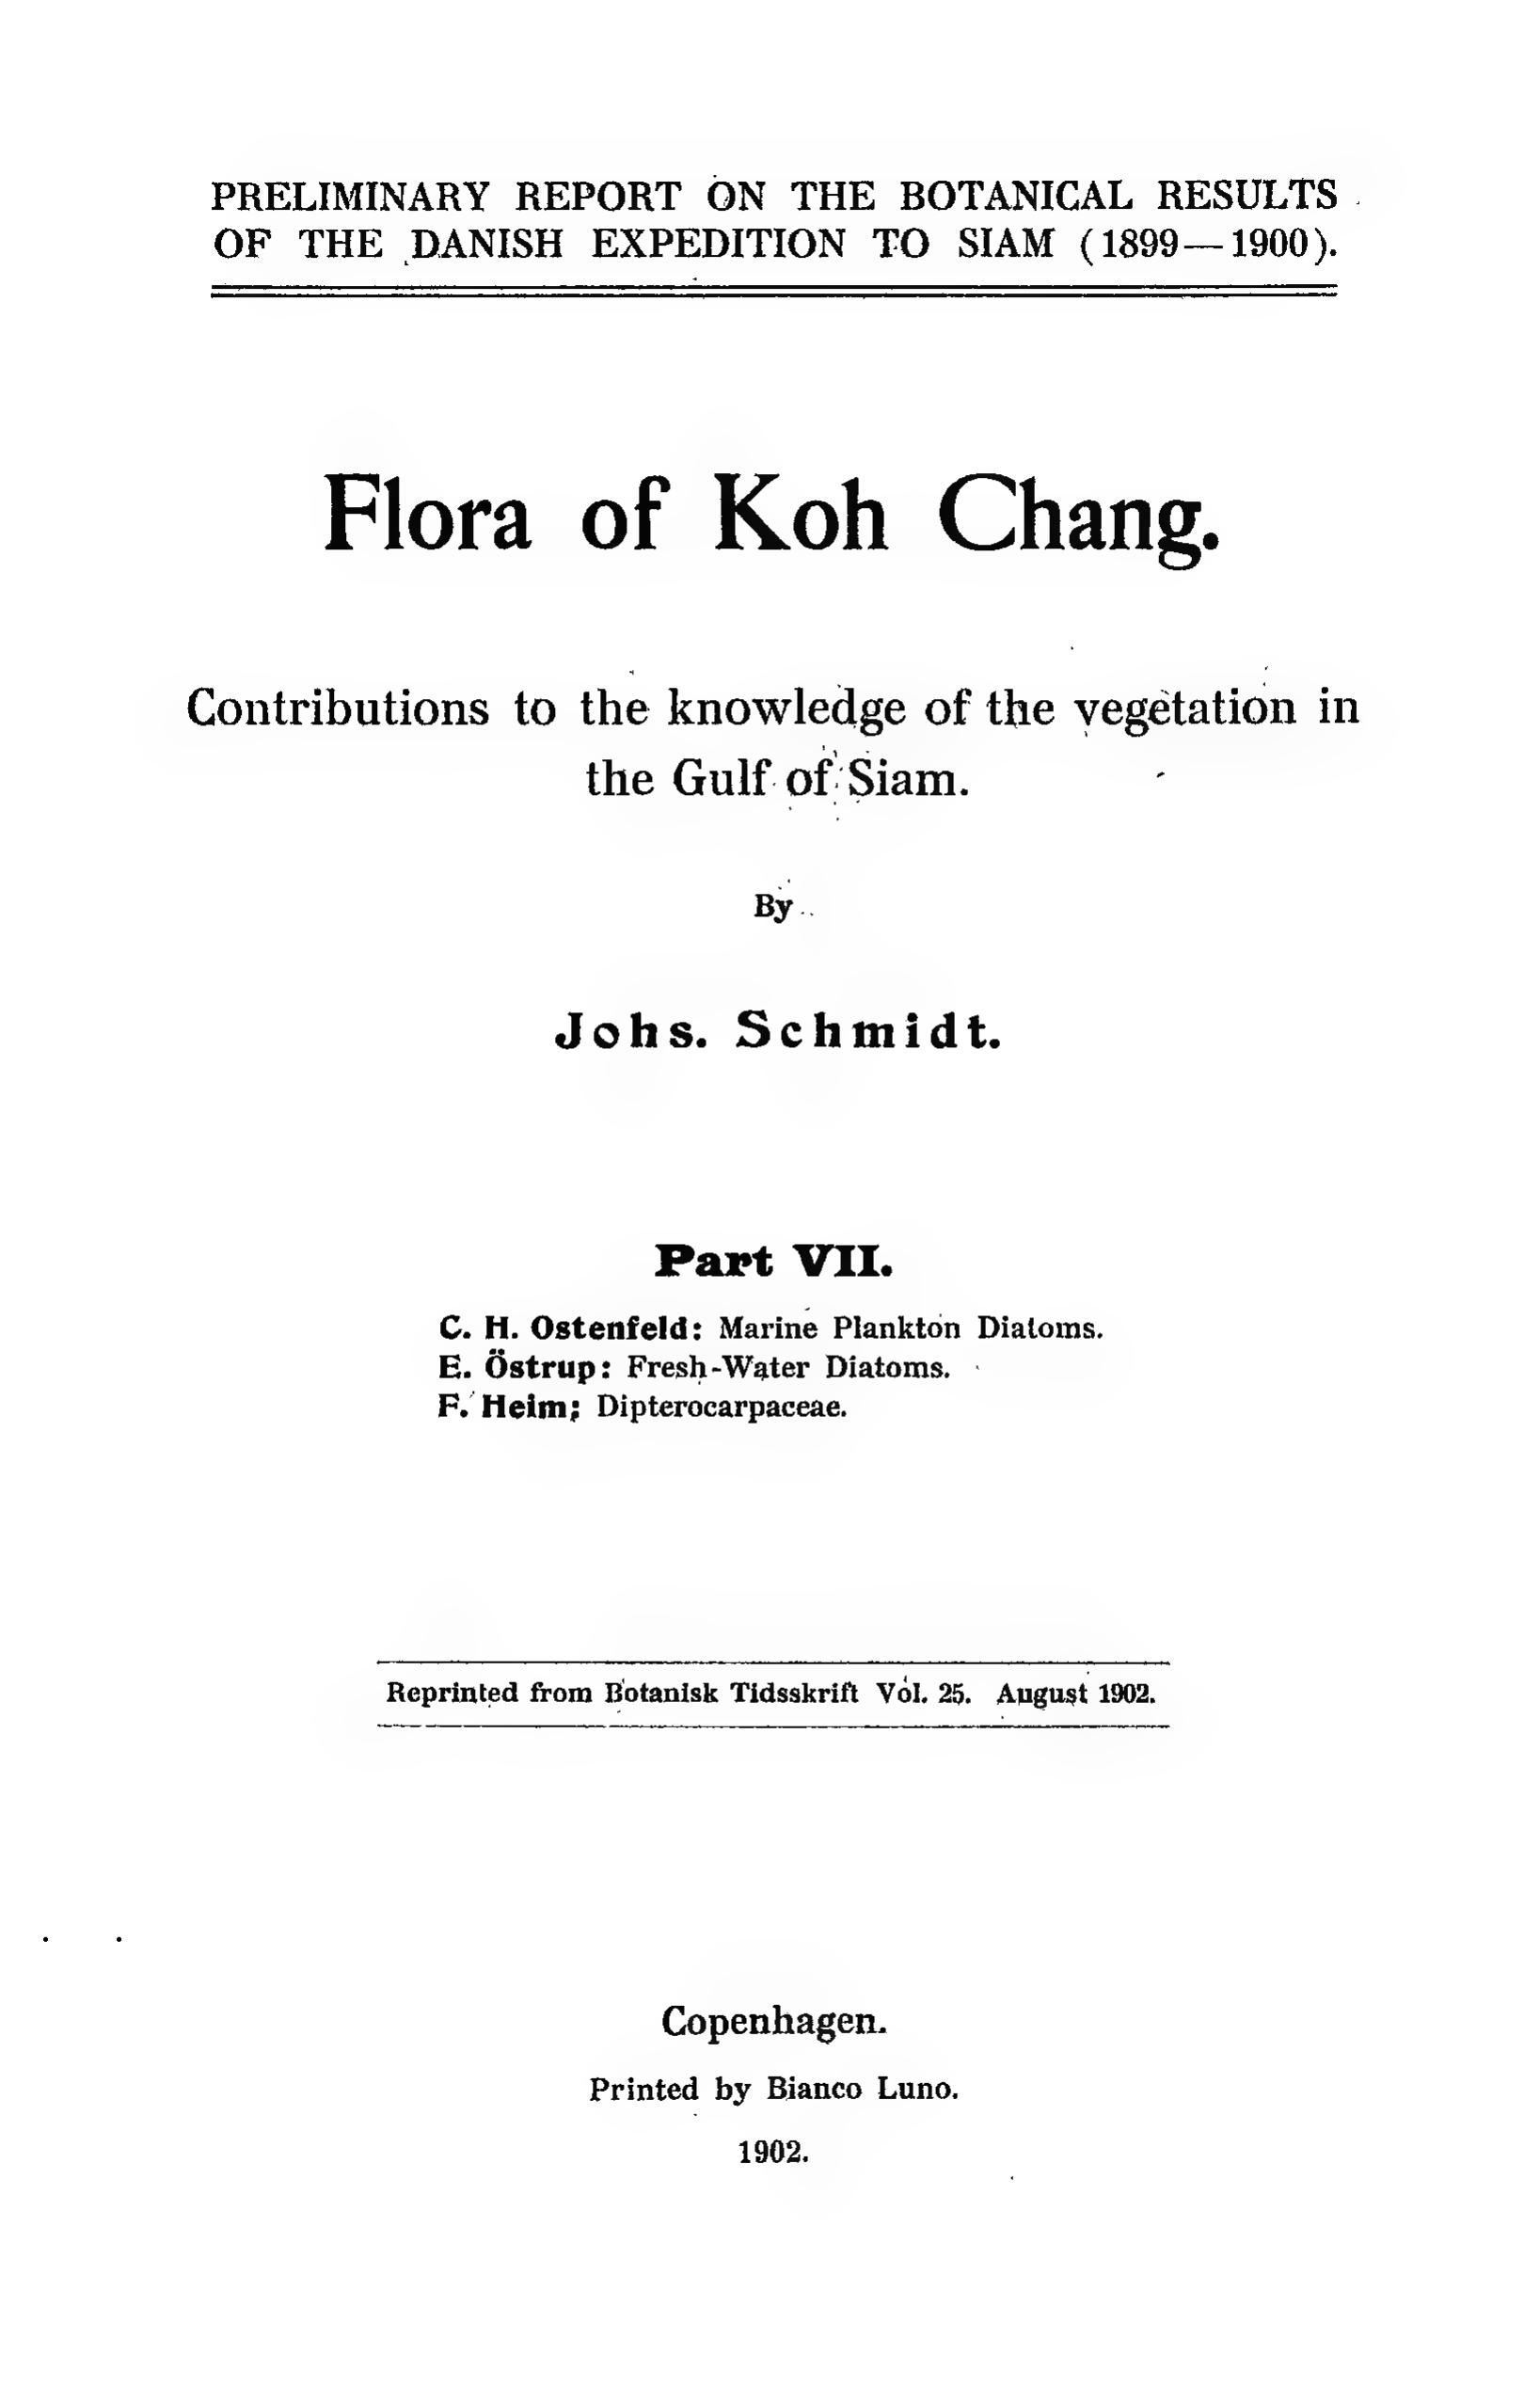 PRELIMINARY REPORT ON THE BOTANICAL RESULTS
OF THE DANISH EXPEDITION TO SIAM (1899—1900).
Flora of Koh Chang.
Contributions to the knowledge of the vegetation in
the Gulf of Siam.
By
Johs. Schmidt.
Part VII.
C. H. Ostenfeld: Marine Plankton Diatoms.
E. Östrup: Fresh-Water Diatoms.
F. Heim: Dipterocarpaceae.
Reprinted from Botanisk Tidsskrift Vol. 25. August 1902.
Copenhagen.
Printed by Bianco Luno.
1902.